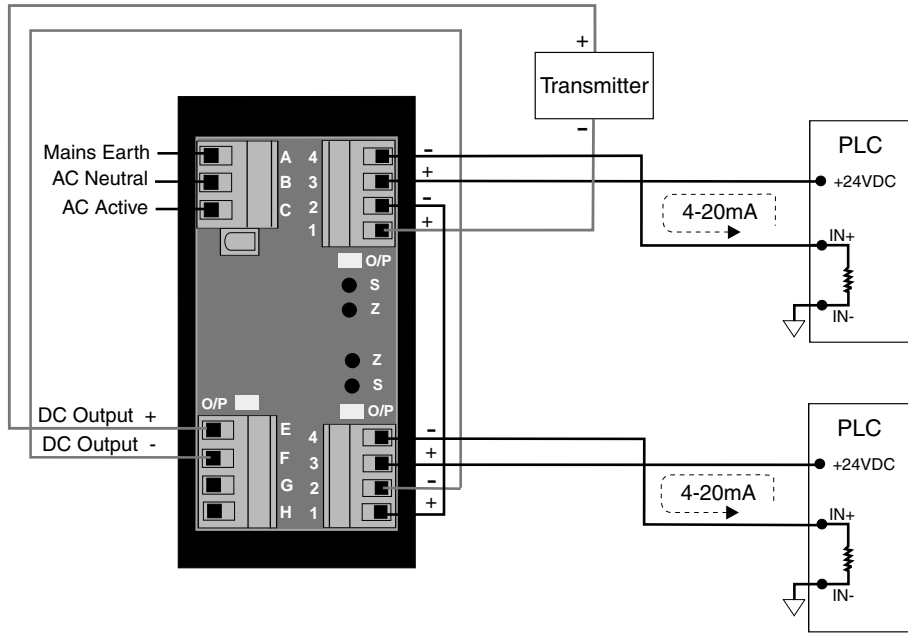 +
Transmitter
-
Mains Earth
AC Neutral
AC Active
A 4
B 3
C 2
1
-
+
-
+
O/P
S
Z
Z
S
O/P
O/P
DC Output +
DC Output -
E 4
F 3
G 2
H 1
-
+
-
+
4-20mA
PLC
+24VDC
IN+
IN-
4-20mA
PLC
+24VDC
IN+
IN-